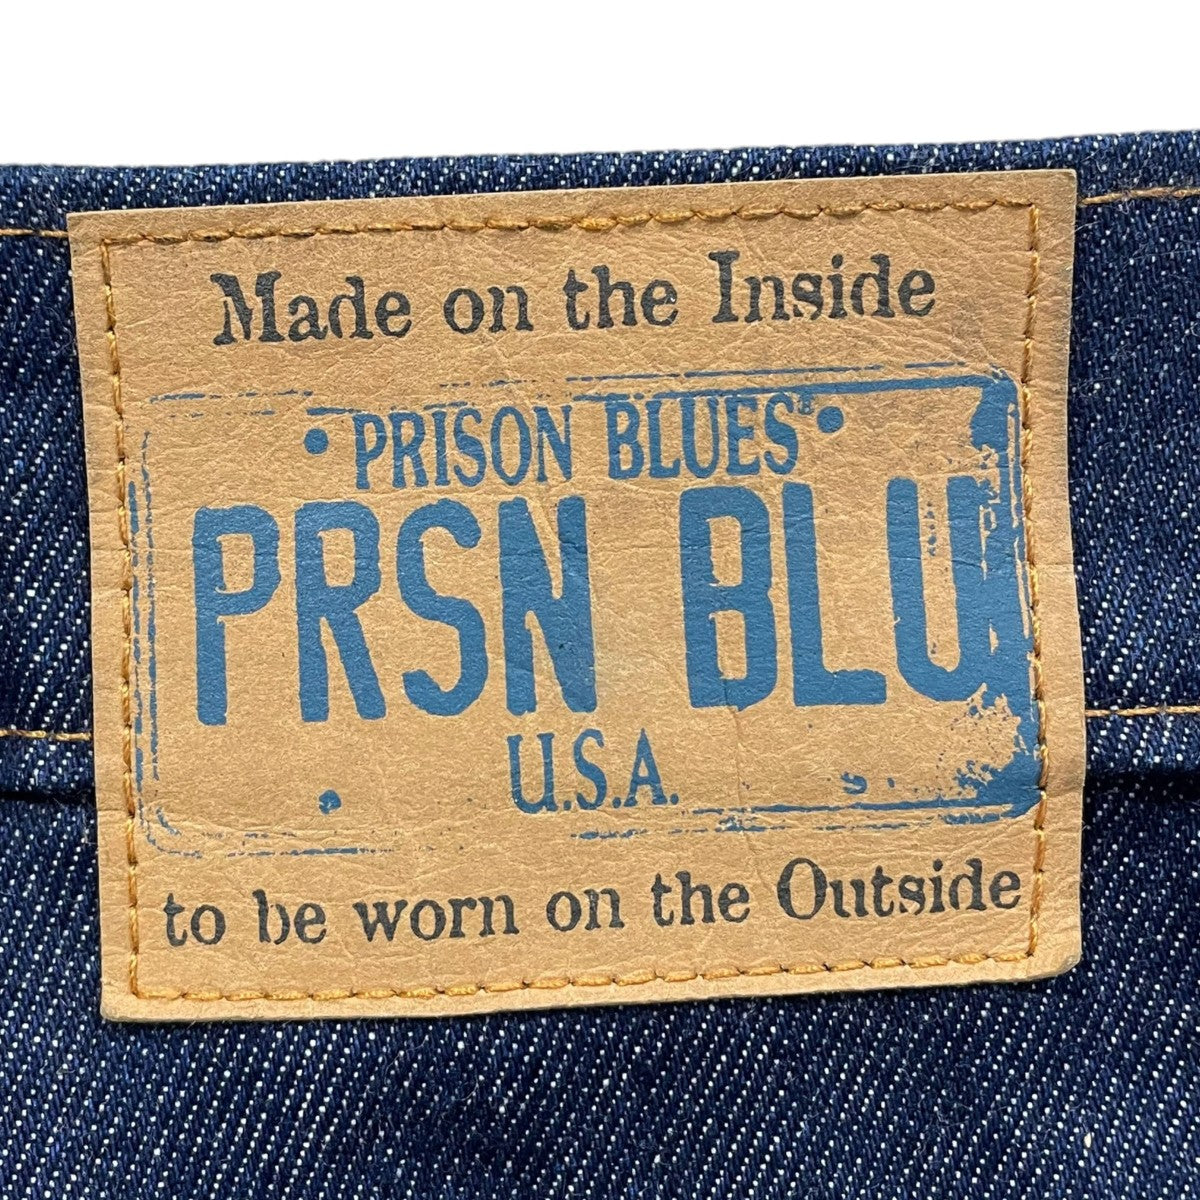 Made on the Inside
• PRISON BLUES® •
PRSN BLU
U.S.A.
to be worn on the Outside